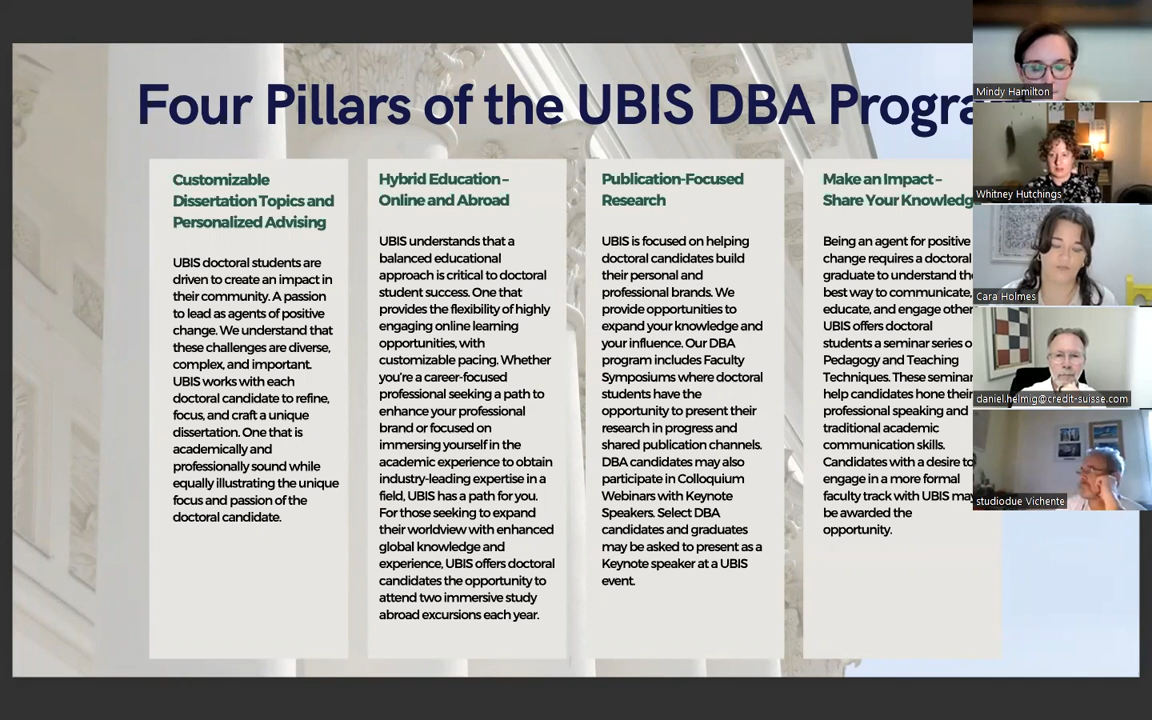 Four Pillars of the UBIS DBA Progra
Customizable
Dissertation Topics and
Personalized Advising
UBIS doctoral students are
driven to create an impact in
their community. A passion
to lead as agents of positive
change. We understand that
these challenges are diverse,
complex, and important.
UBIS works with each
doctoral candidate to refine,
focus, and craft a unique
dissertation. One that is
academically and
professionally sound while
equally illustrating the unique
focus and passion of the
doctoral candidate.
Hybrid Education –
Online and Abroad
UBIS understands that a
balanced educational
approach is critical to doctoral
student success. One that
provides the flexibility of highly
engaging online learning
opportunities, with
customizable pacing. Whether
you're a career-focused
professional seeking a path to
enhance your professional
brand or focused on
immersing yourself in the
academic experience to obtain
industry-leading expertise in a
field, UBIS has a path for you.
For those seeking to expand
their worldview with enhanced
global knowledge and
experience, UBIS offers doctoral
candidates the opportunity to
attend two immersive study
abroad excursions each year.
Publication-Focused
Research
UBIS is focused on helping
doctoral candidates build
their personal and
professional brands. We
provide opportunities to
expand your knowledge and
your influence. Our DBA
program includes Faculty
Symposiums where doctoral
students have the
opportunity to present their
research in progress and
shared publication channels.
DBA candidates may also
participate in Colloquium
Webinars with Keynote
Speakers. Select DBA
candidates and graduates
may be asked to present as a
Keynote speaker at a UBIS
event.
Make an Impact –
Share Your Knowledg
Being an agent for positive
change requires a doctoral
graduate to understand the
best way to communicate,
educate, and engage other
UBIS offers doctoral
students a seminar series o
Pedagogy and Teaching
Techniques. These seminar
help candidates hone their
professional speaking and
traditional academic
communication skills.
Candidates with a desire to
engage in a more formal
faculty track with UBIS may
be awarded the
opportunity.
Mindy Hamilton
Whitney Hutchings
Cara Holmes
daniel.helmig@credit-suisse.com
studiodue Vichente